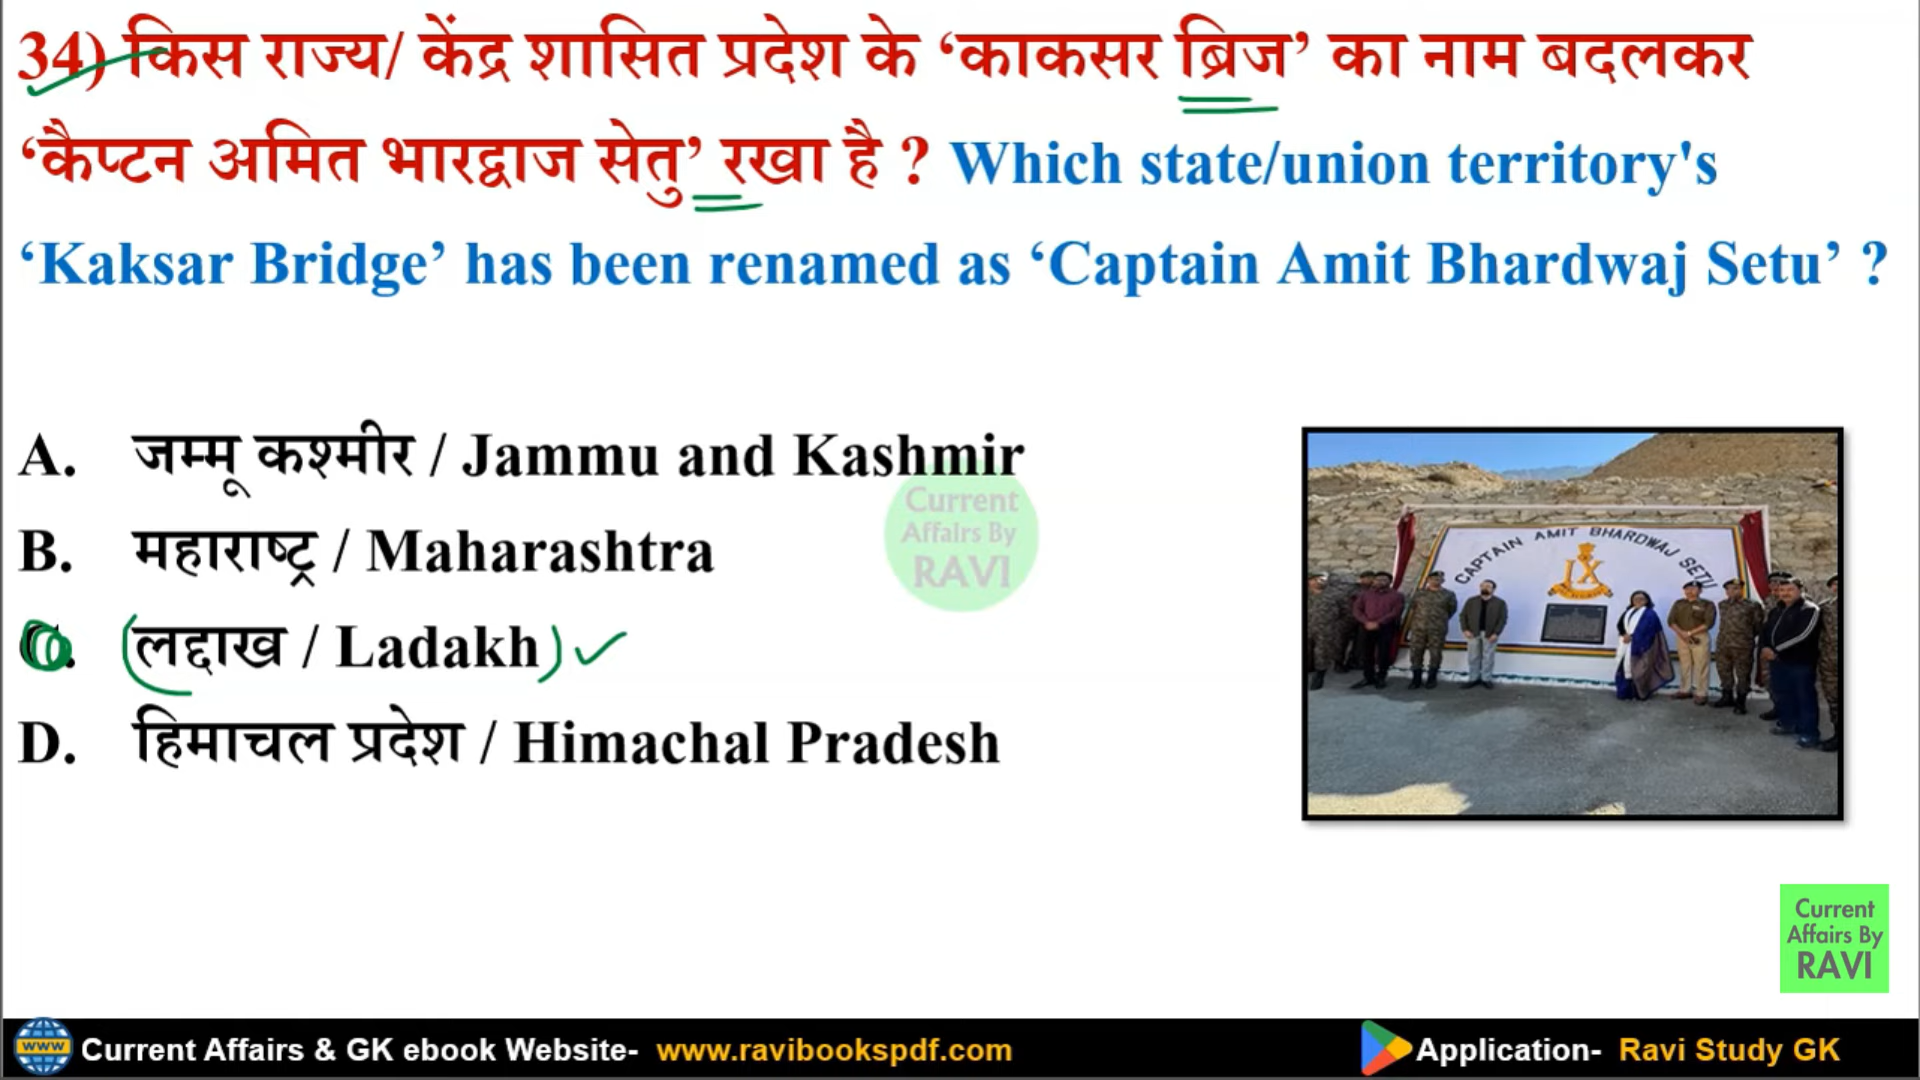 34) किस राज्य/ केंद्र शासित प्रदेश के ‘काकसर ब्रिज’ का नाम बदलकर
‘कैप्टन अमित भारद्वाज सेतु’ रखा है ? Which state/union territory's
‘Kaksar Bridge’ has been renamed as ‘Captain Amit Bhardwaj Setu’ ?
A. जम्मू कश्मीर / Jammu and Kashmir
B. महाराष्ट्र / Maharashtra
C. लद्दाख / Ladakh
D. हिमाचल प्रदेश / Himachal Pradesh
Current
Affairs By
RAVI
CAPTAIN AMIT BHARDWAJ SETU
IX
Current
Affairs By
RAVI
www Current Affairs & GK ebook Website- www.ravibookspdf.com
Application- Ravi Study GK